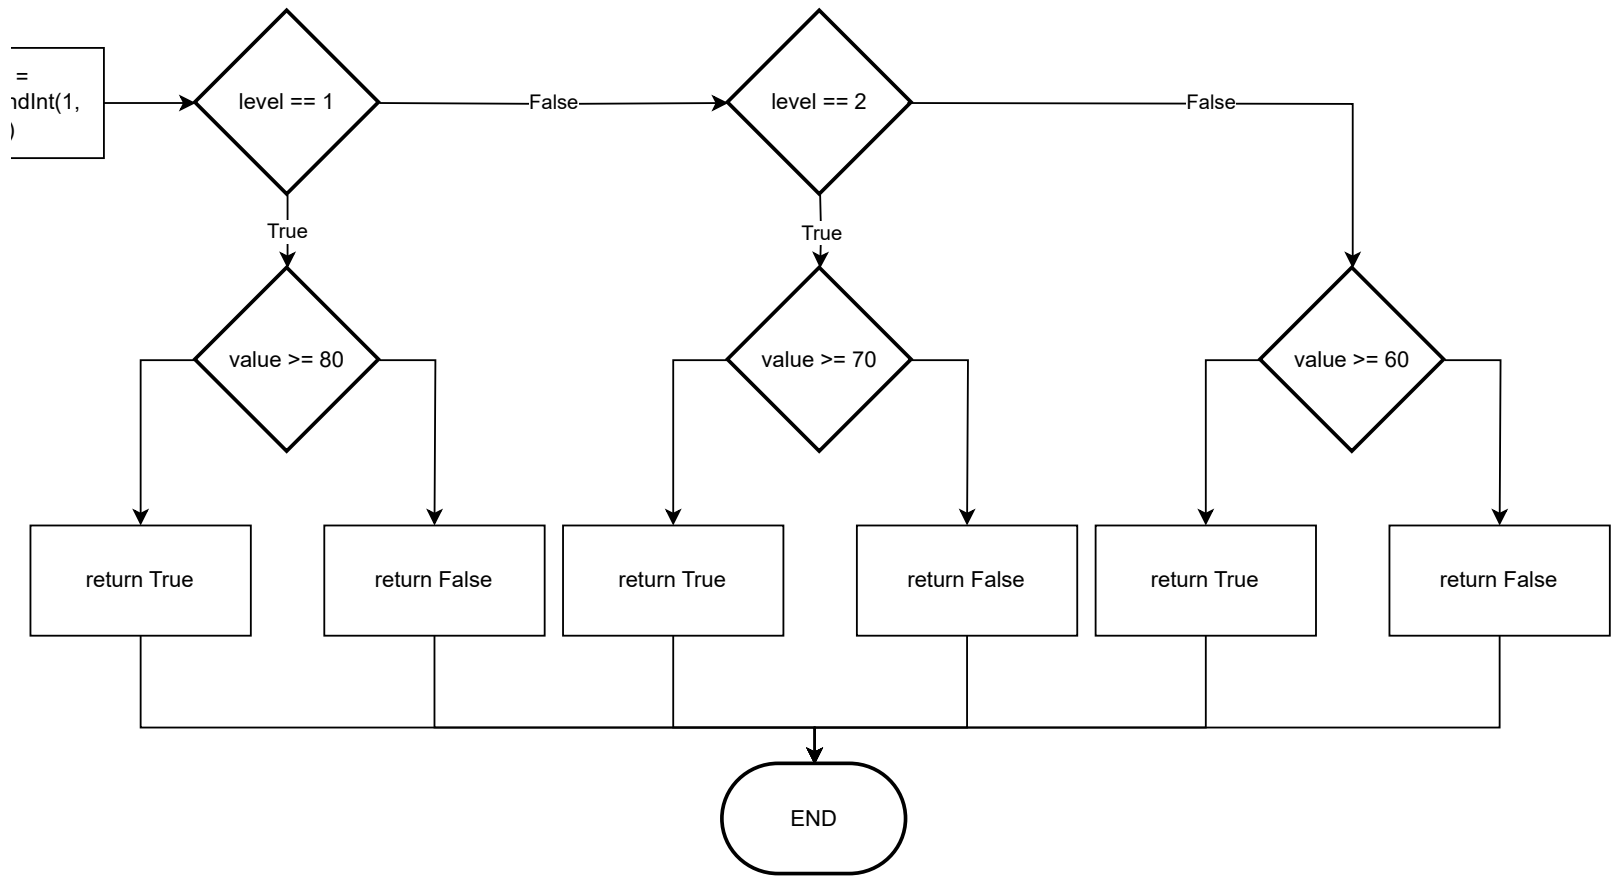 =
ndInt(1,
)
level == 1
False
level == 2
False
True
True
value >= 80
value >= 70
value >= 60
return True
return False
return True
return False
return True
return False
END